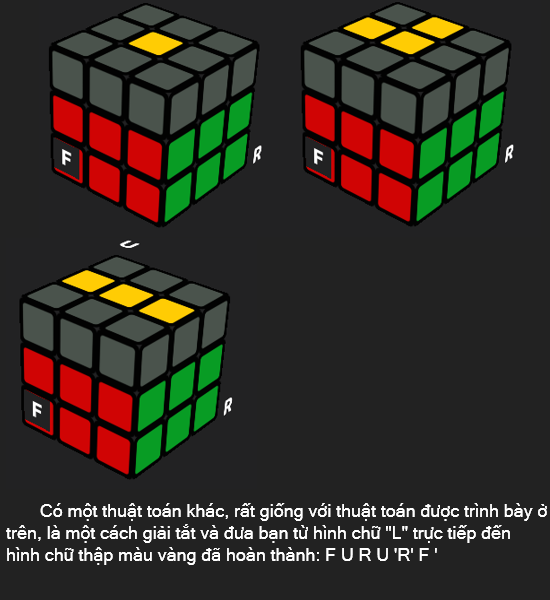 F
R
F
R
U
F
R
Có một thuật toán khác, rất giống với thuật toán được trình bày ở
trên, là một cách giải tắt và đưa bạn từ hình chữ "L" trực tiếp đến
hình chữ thập màu vàng đã hoàn thành: F U R U 'R' F '